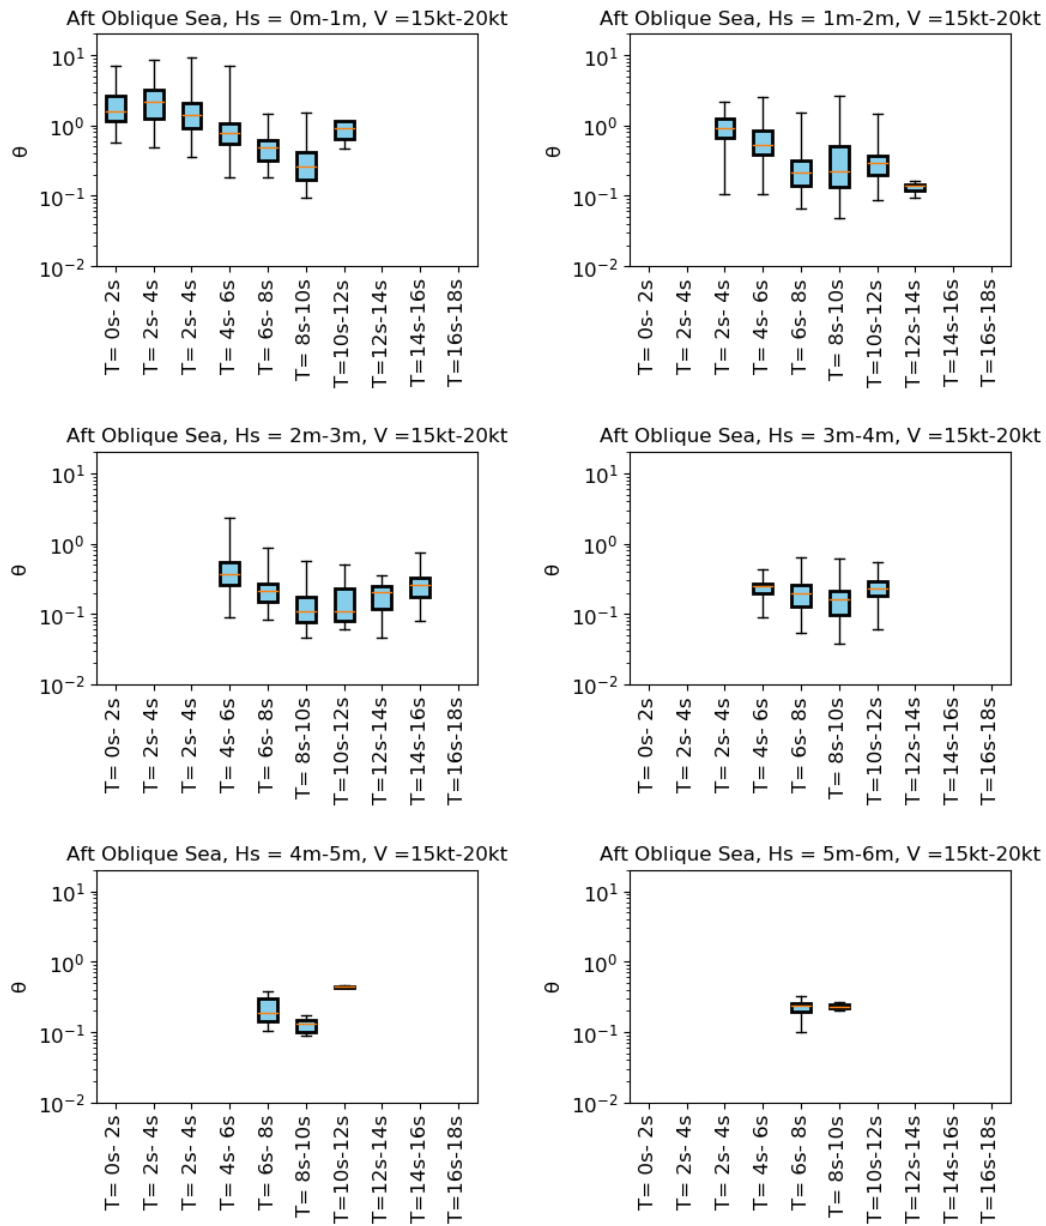 Aft Oblique Sea, Hs = 0m-1m, V =15kt-20kt
10¹
10⁰
10⁻¹
10⁻²
θ
T= 0s- 2s
T= 2s- 4s
T= 2s- 4s
T= 4s- 6s
T= 6s- 8s
T= 8s-10s
T=10s-12s
T=12s-14s
T=14s-16s
T=16s-18s
Aft Oblique Sea, Hs = 1m-2m, V =15kt-20kt
10¹
10⁰
10⁻¹
10⁻²
θ
T= 0s- 2s
T= 2s- 4s
T= 2s- 4s
T= 4s- 6s
T= 6s- 8s
T= 8s-10s
T=10s-12s
T=12s-14s
T=14s-16s
T=16s-18s
Aft Oblique Sea, Hs = 2m-3m, V =15kt-20kt
10¹
10⁰
10⁻¹
10⁻²
θ
T= 0s- 2s
T= 2s- 4s
T= 2s- 4s
T= 4s- 6s
T= 6s- 8s
T= 8s-10s
T=10s-12s
T=12s-14s
T=14s-16s
T=16s-18s
Aft Oblique Sea, Hs = 3m-4m, V =15kt-20kt
10¹
10⁰
10⁻¹
10⁻²
θ
T= 0s- 2s
T= 2s- 4s
T= 2s- 4s
T= 4s- 6s
T= 6s- 8s
T= 8s-10s
T=10s-12s
T=12s-14s
T=14s-16s
T=16s-18s
Aft Oblique Sea, Hs = 4m-5m, V =15kt-20kt
10¹
10⁰
10⁻¹
10⁻²
θ
T= 0s- 2s
T= 2s- 4s
T= 2s- 4s
T= 4s- 6s
T= 6s- 8s
T= 8s-10s
T=10s-12s
T=12s-14s
T=14s-16s
T=16s-18s
Aft Oblique Sea, Hs = 5m-6m, V =15kt-20kt
10¹
10⁰
10⁻¹
10⁻²
θ
T= 0s- 2s
T= 2s- 4s
T= 2s- 4s
T= 4s- 6s
T= 6s- 8s
T= 8s-10s
T=10s-12s
T=12s-14s
T=14s-16s
T=16s-18s